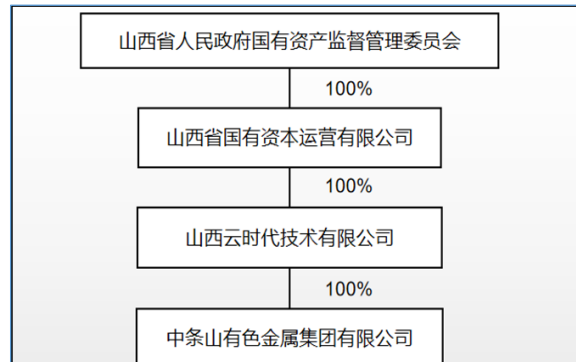 山西省人民政府国有资产监督管理委员会
100%
山西省国有资本运营有限公司
100%
山西云时代技术有限公司
100%
中条山有色金属集团有限公司